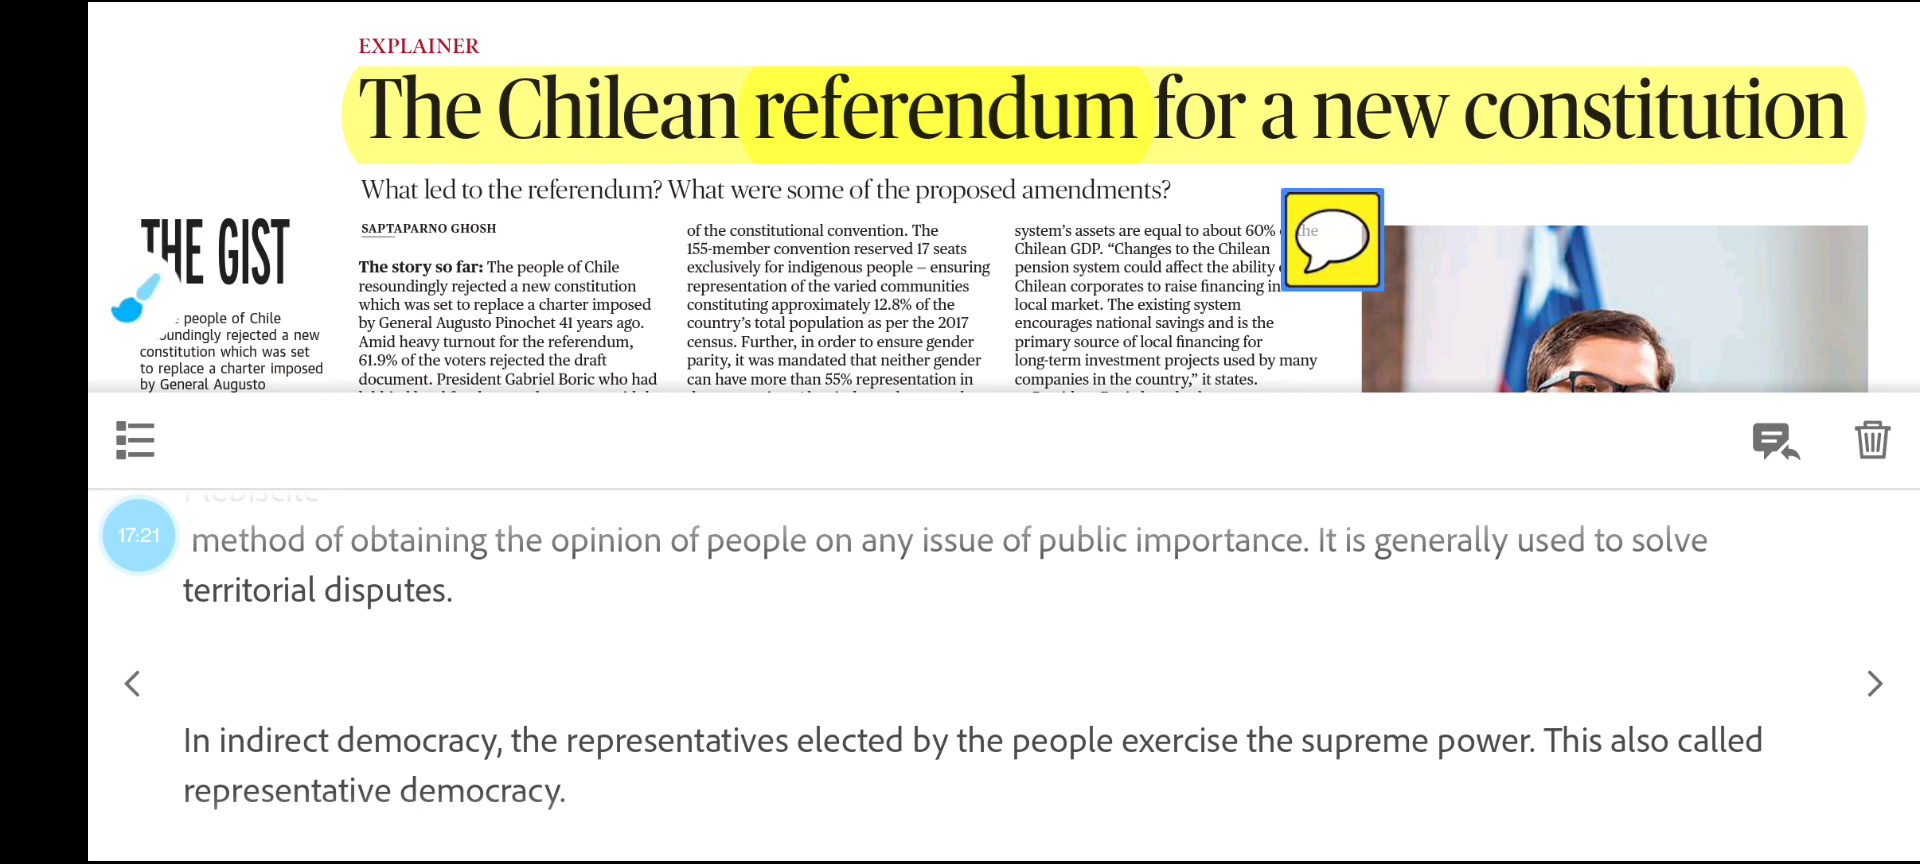 EXPLAINER
The Chilean referendum for a new constitution
What led to the referendum? What were some of the proposed amendments?
THE GIST
people of Chile
rejected a new
constitution which was set
to replace a charter imposed
by General Augusto
SAPTAPARNO GHOSH
The story so far: The people of Chile
resoundingly rejected a new constitution
which was set to replace a charter imposed
by General Augusto Pinochet 41 years ago.
Amid heavy turnout for the referendum,
61.9% of the voters rejected the draft
document. President Gabriel Boric who had
of the constitutional convention. The
155-member convention reserved 17 seats
exclusively for indigenous people – ensuring
representation of the varied communities
constituting approximately 12.8% of the
country's total population as per the 2017
census. Further, in order to ensure gender
parity, it was mandated that neither gender
can have more than 55% representation in
system's assets are equal to about 60% the
Chilean GDP. “Changes to the Chilean
pension system could affect the ability
Chilean corporates to raise financing in
local market. The existing system
encourages national savings and is the
primary source of local financing for
long-term investment projects used by many
companies in the country,” it states.
Plebiscite -
17:21
method of obtaining the opinion of people on any issue of public importance. It is generally used to solve
territorial disputes.
In indirect democracy, the representatives elected by the people exercise the supreme power. This also called
representative democracy.